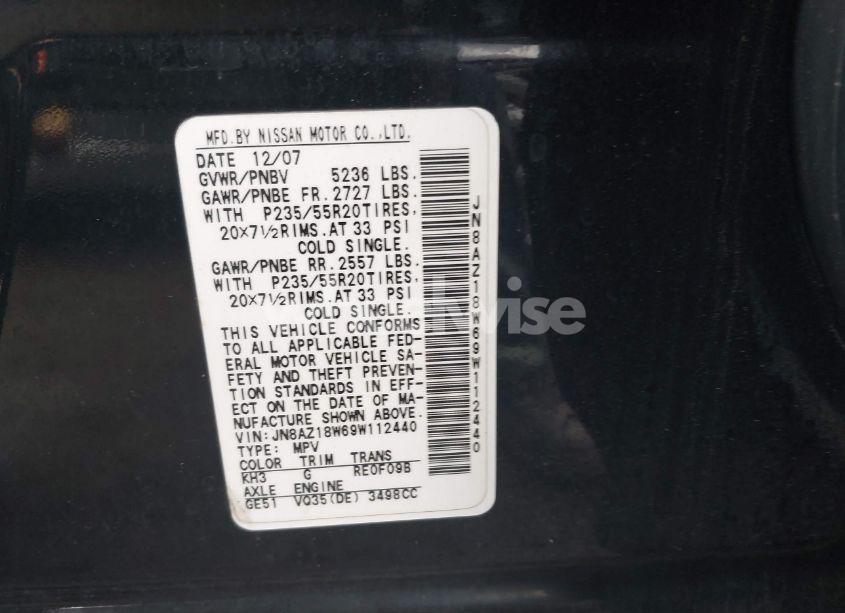 MFD.BY NISSAN MOTOR CO.,LTD.
DATE 12/07
GVWR/PNBV 5236 LBS.
GAWR/PNBE FR.2727 LBS.
WITH P235/55R20TIRES,
20×7½RIMS.AT 33 PSI
COLD SINGLE.
GAWR/PNBE RR.2557 LBS.
WITH P235/55R20TIRES,
20×7½RIMS.AT 33 PSI
COLD SINGLE.
THIS VEHICLE CONFORMS
TO ALL APPLICABLE FED-
ERAL MOTOR VEHICLE SA-
FETY AND THEFT PREVEN-
TION STANDARDS IN EFF-
ECT ON THE DATE OF MA-
NUFACTURE SHOWN ABOVE.
VIN:JN8AZ18W69W112440
TYPE: MPV
COLOR TRIM TRANS
KH3 G RE0F09B
AXLE ENGINE
GE51 VQ35(DE) 3498CC
JN8AZ18W69W112440